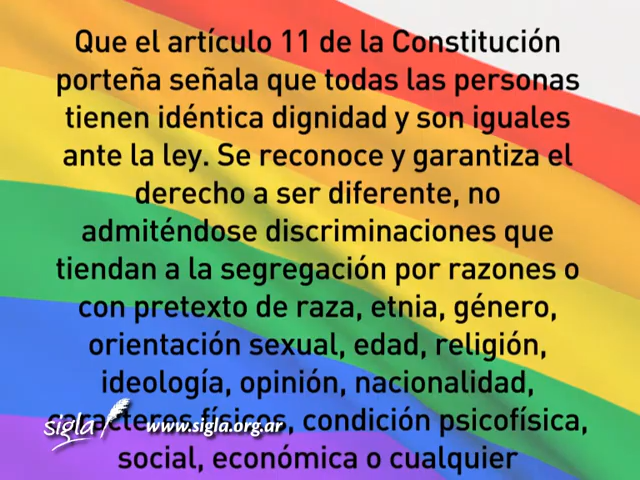 Que el artículo 11 de la Constitución
porteña señala que todas las personas
tienen idéntica dignidad y son iguales
ante la ley. Se reconoce y garantiza el
derecho a ser diferente, no
admiténdose discriminaciones que
tiendan a la segregación por razones o
con pretexto de raza, etnia, género,
orientación sexual, edad, religión,
ideología, opinión, nacionalidad,
caracteres físicos, condición psicofísica,
sigla www.sigla.org.ar
social, económica o cualquier